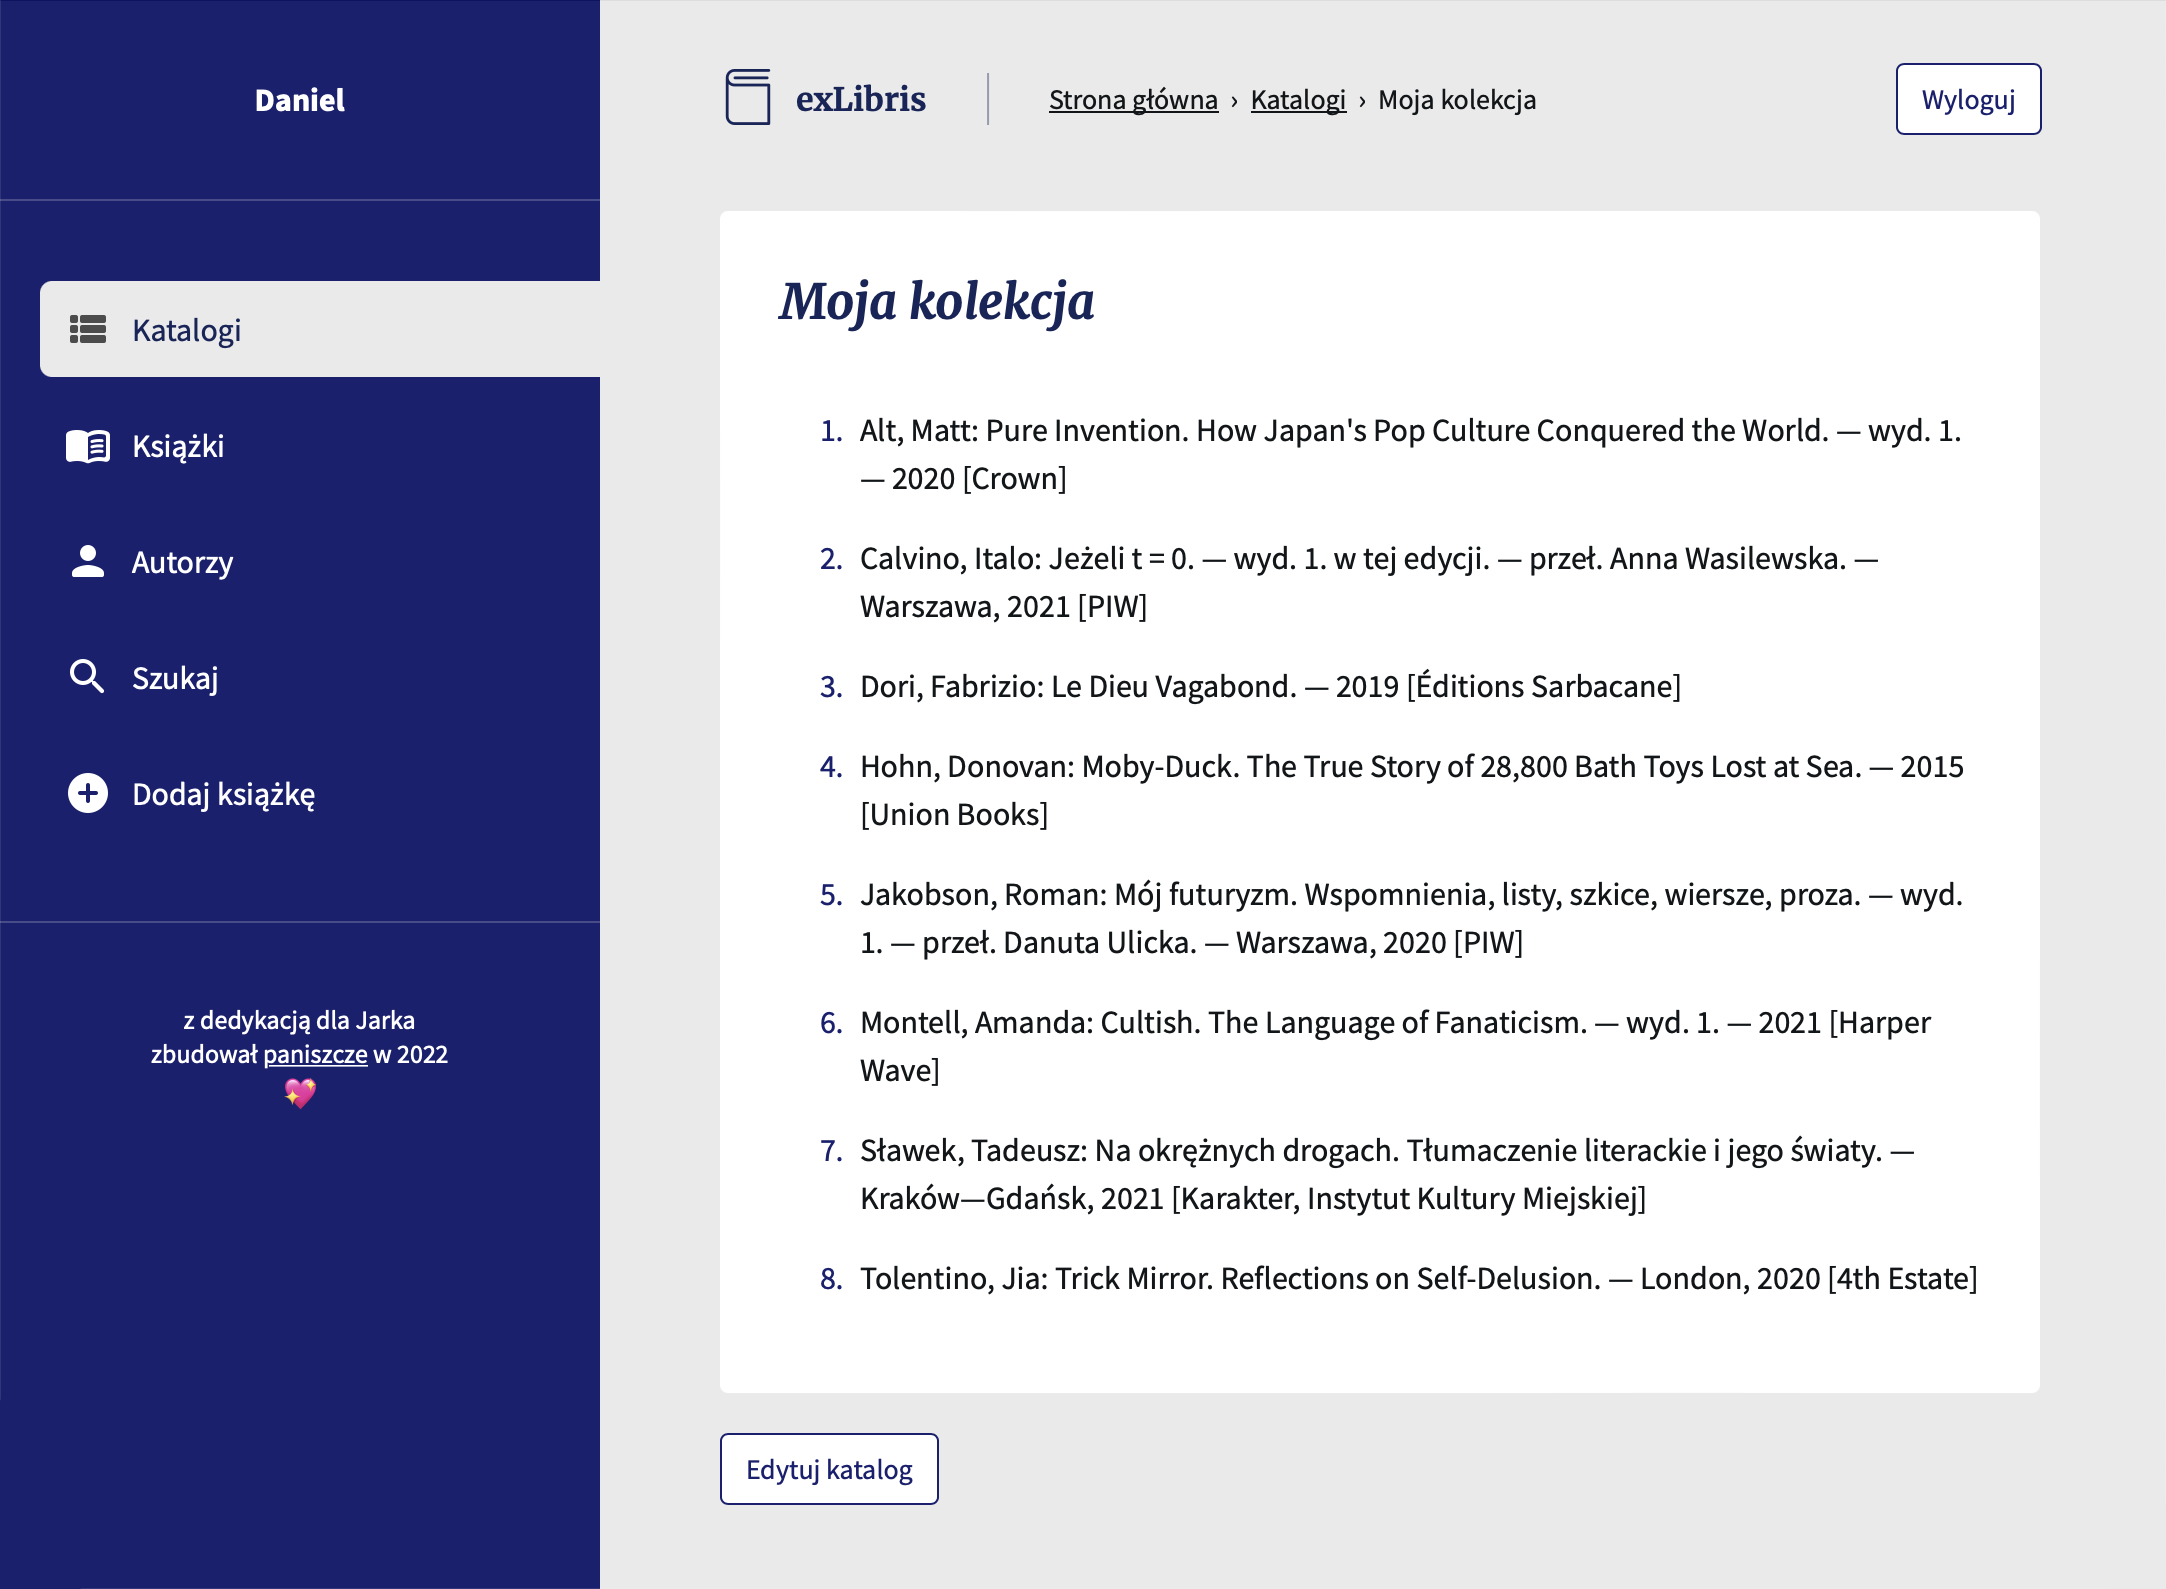 Daniel
Katalogi
Książki
Autorzy
Szukaj
Dodaj książkę
z dedykacją dla Jarka
zbudował paniszcze w 2022
exLibris
Strona główna › Katalogi › Moja kolekcja
Wyloguj
Moja kolekcja
1. Alt, Matt: Pure Invention. How Japan's Pop Culture Conquered the World. — wyd. 1.
— 2020 [Crown]
2. Calvino, Italo: Jeżeli t = 0. — wyd. 1. w tej edycji. — przeł. Anna Wasilewska. —
Warszawa, 2021 [PIW]
3. Dori, Fabrizio: Le Dieu Vagabond. — 2019 [Éditions Sarbacane]
4. Hohn, Donovan: Moby-Duck. The True Story of 28,800 Bath Toys Lost at Sea. — 2015
[Union Books]
5. Jakobson, Roman: Mój futuryzm. Wspomnienia, listy, szkice, wiersze, proza. — wyd.
1. — przeł. Danuta Ulicka. — Warszawa, 2020 [PIW]
6. Montell, Amanda: Cultish. The Language of Fanaticism. — wyd. 1. — 2021 [Harper
Wave]
7. Sławek, Tadeusz: Na okrężnych drogach. Tłumaczenie literackie i jego światy. —
Kraków—Gdańsk, 2021 [Karakter, Instytut Kultury Miejskiej]
8. Tolentino, Jia: Trick Mirror. Reflections on Self-Delusion. — London, 2020 [4th Estate]
Edytuj katalog